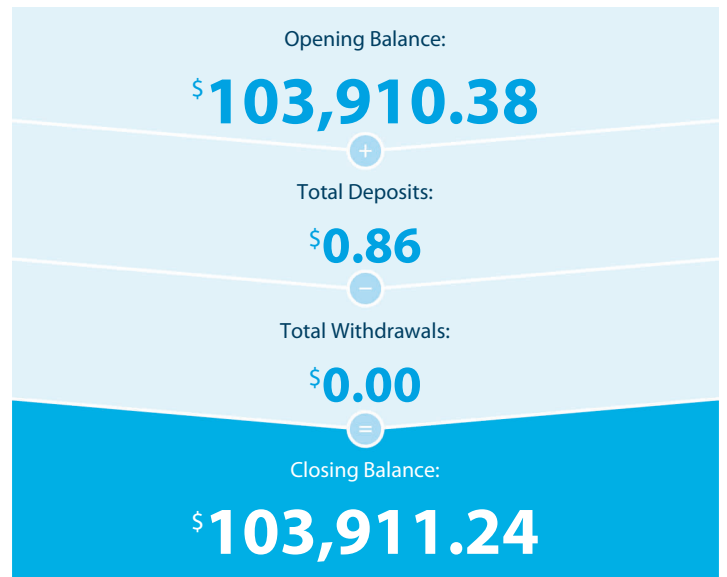 Opening Balance:
$103,910.38
+
Total Deposits:
$0.86
−
Total Withdrawals:
$0.00
=
Closing Balance:
$103,911.24